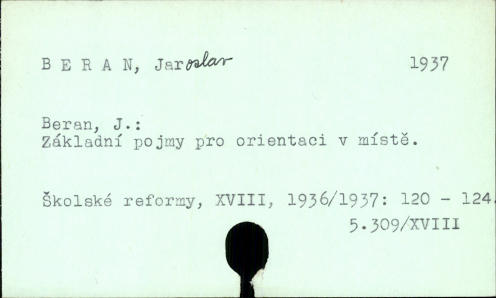 B E R A N, Jaroslav 1937
Beran, J.:
Základní pojmy pro orientaci v místě.
Školské reformy, XVIII, 1936/1937: 120 - 124.
5.309/XVIII